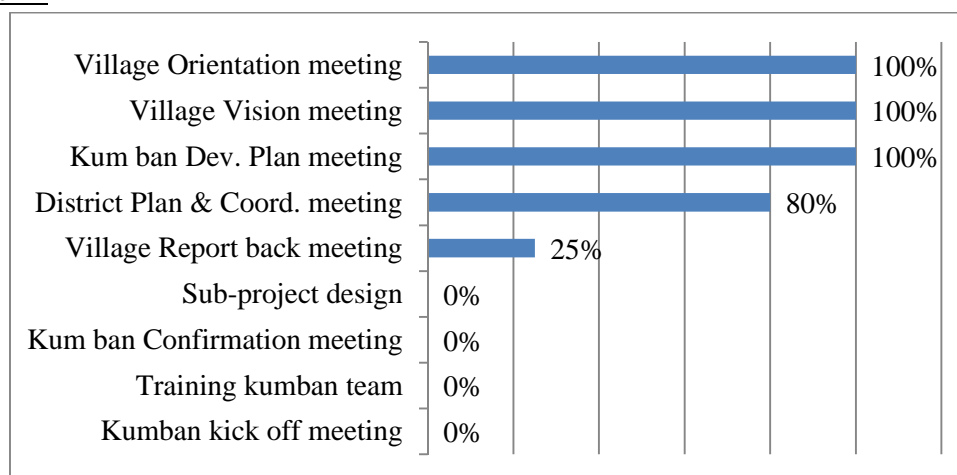 Village Orientation meeting 100%
Village Vision meeting 100%
Kum ban Dev. Plan meeting 100%
District Plan & Coord. meeting 80%
Village Report back meeting 25%
Sub-project design 0%
Kum ban Confirmation meeting 0%
Training kumban team 0%
Kumban kick off meeting 0%